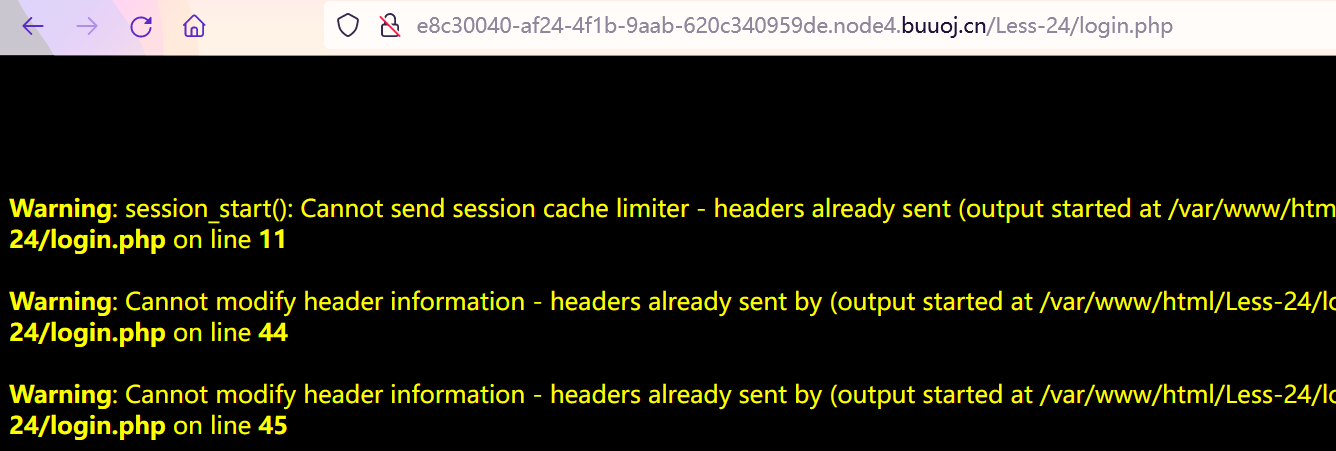 e8c30040-af24-4f1b-9aab-620c340959de.node4.buuoj.cn/Less-24/login.php
Warning: session_start(): Cannot send session cache limiter - headers already sent (output started at /var/www/htm
24/login.php on line 11
Warning: Cannot modify header information - headers already sent by (output started at /var/www/html/Less-24/lo
24/login.php on line 44
Warning: Cannot modify header information - headers already sent by (output started at /var/www/html/Less-24/lo
24/login.php on line 45